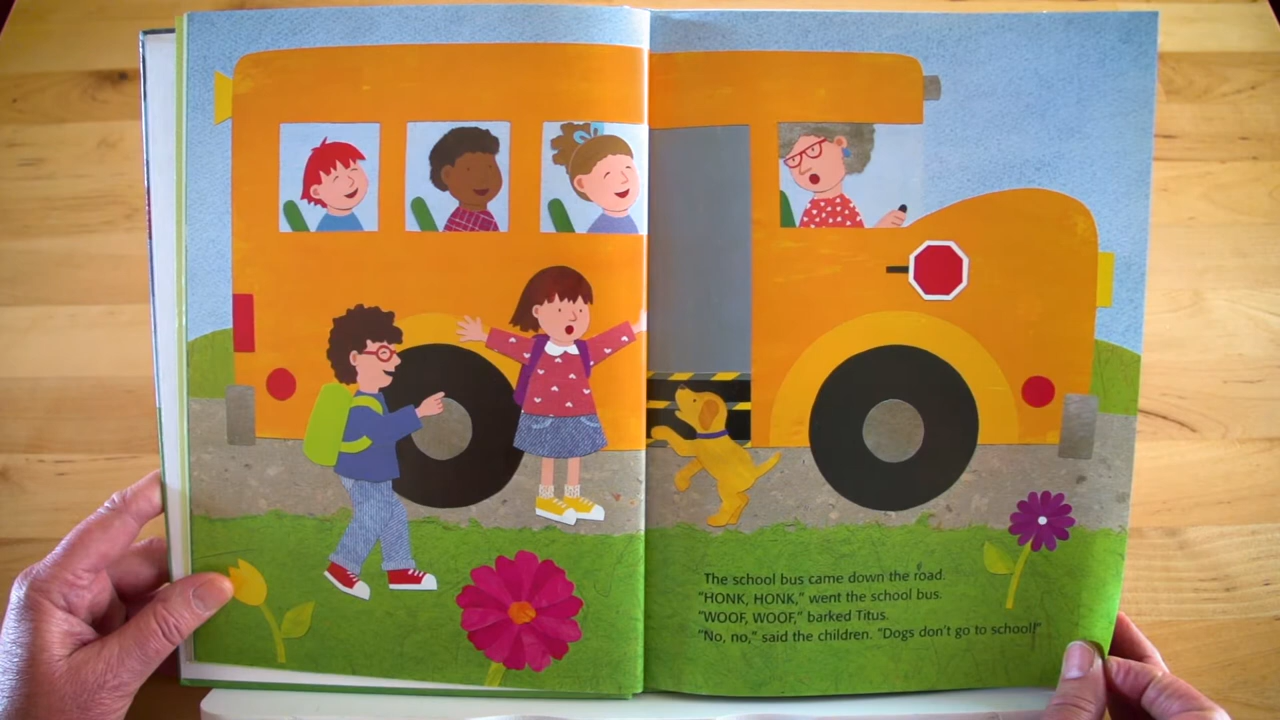 The school bus came down the road.
"HONK, HONK," went the school bus.
"WOOF, WOOF," barked Titus.
"No, no," said the children. "Dogs don't go to school!"